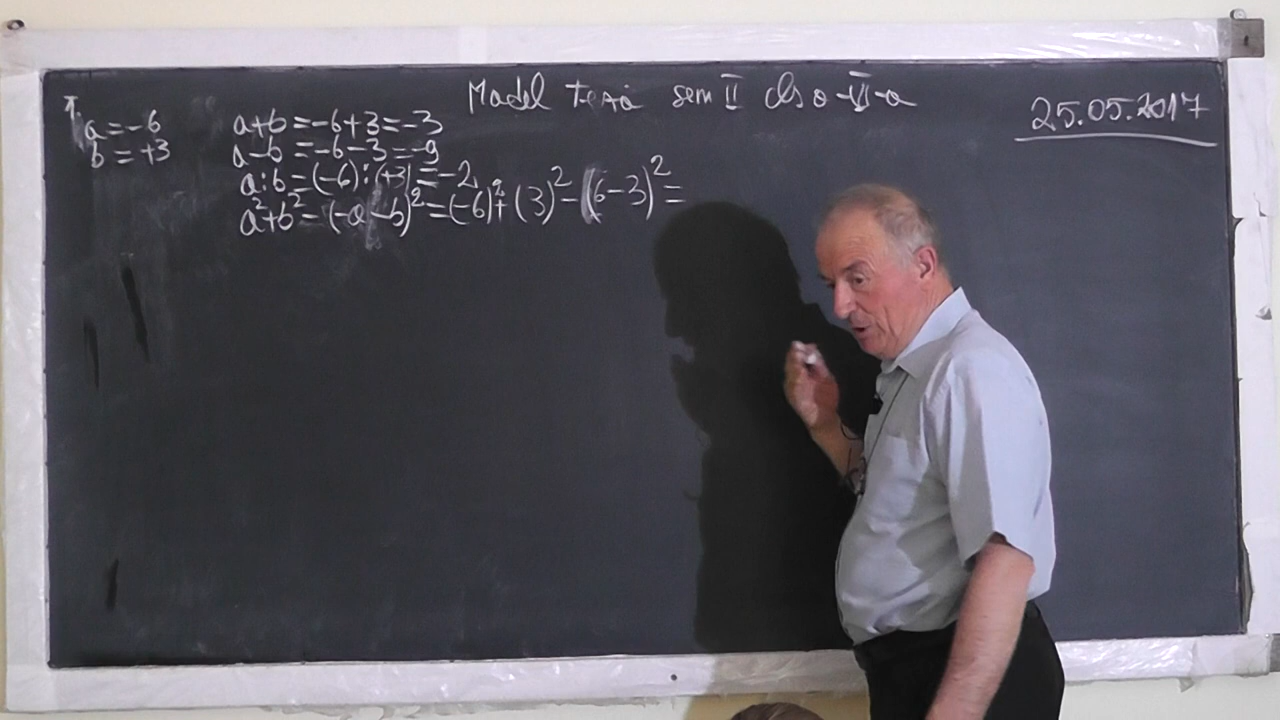 Model teză sem II cls a VI-a
25.05.2017
I.
a = -6
b = +3
a+b = -6+3 = -3
a-b = -6-3 = -9
a:b = (-6):(+3) = -2
a²+b²-(-a-b)² = (-6)²+(3)²-(6-3)² =